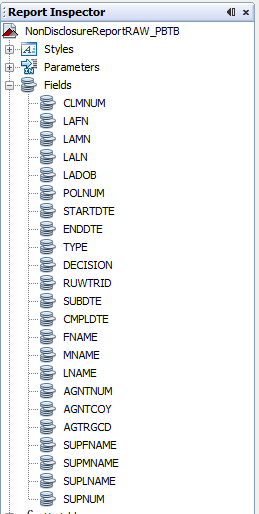 Report Inspector
NonDisclosureReportRAW_PBTB
Styles
Parameters
Fields
CLMNUM
LAFN
LAMN
LALN
LADOB
POLNUM
STARTDTE
ENDDTE
TYPE
DECISION
RUWTRID
SUBDTE
CMPLDTE
FNAME
MNAME
LNAME
AGNTNUM
AGNTCOY
AGTRGCD
SUPFNAME
SUPMNAME
SUPLNAME
SUPNUM